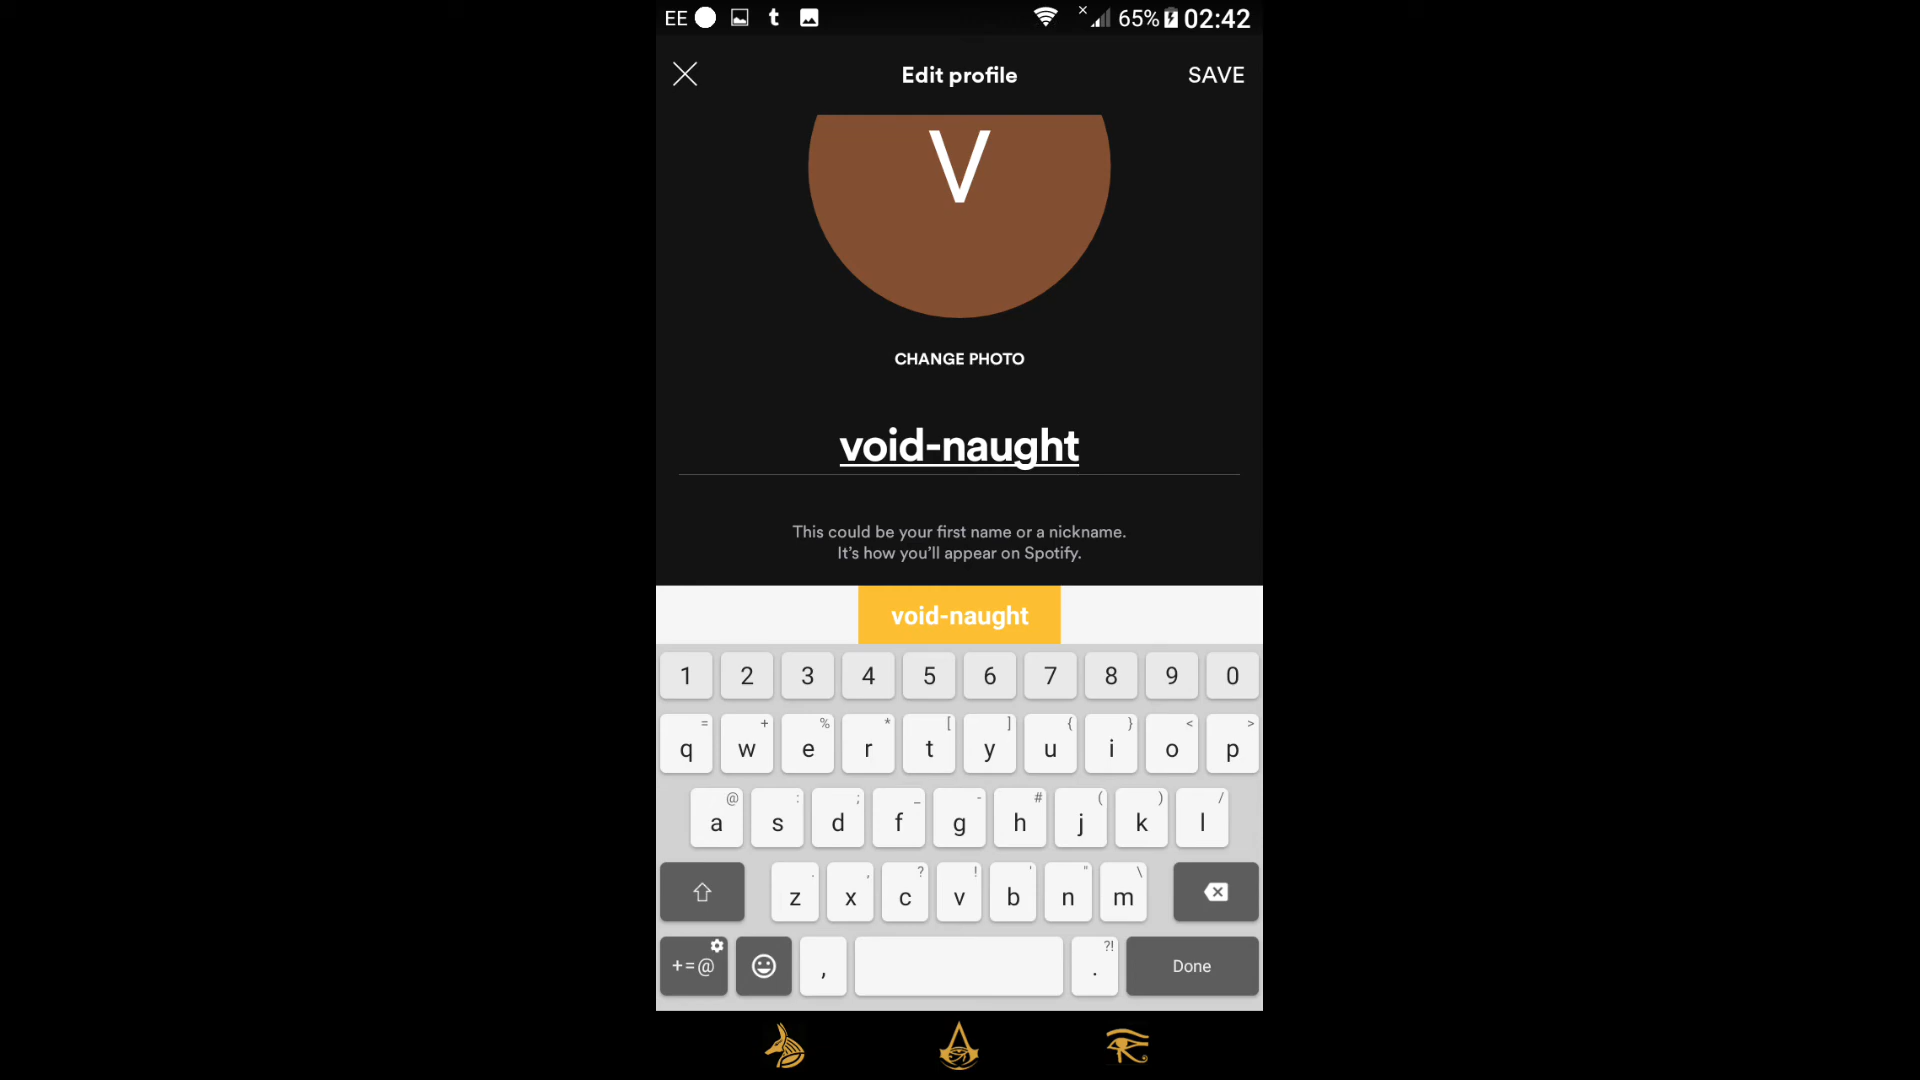 EE t 65% 02:42
Edit profile SAVE
V
CHANGE PHOTO
void-naught
This could be your first name or a nickname.
It's how you'll appear on Spotify.
void-naught
1 2 3 4 5 6 7 8 9 0
= + % * [ ] { } < >
q w e r t y u i o p
@ : ; _ - # ( ) /
a s d f g h j k l
. , ? ! ' " \
z x c v b n m
?!
+=@ , . Done